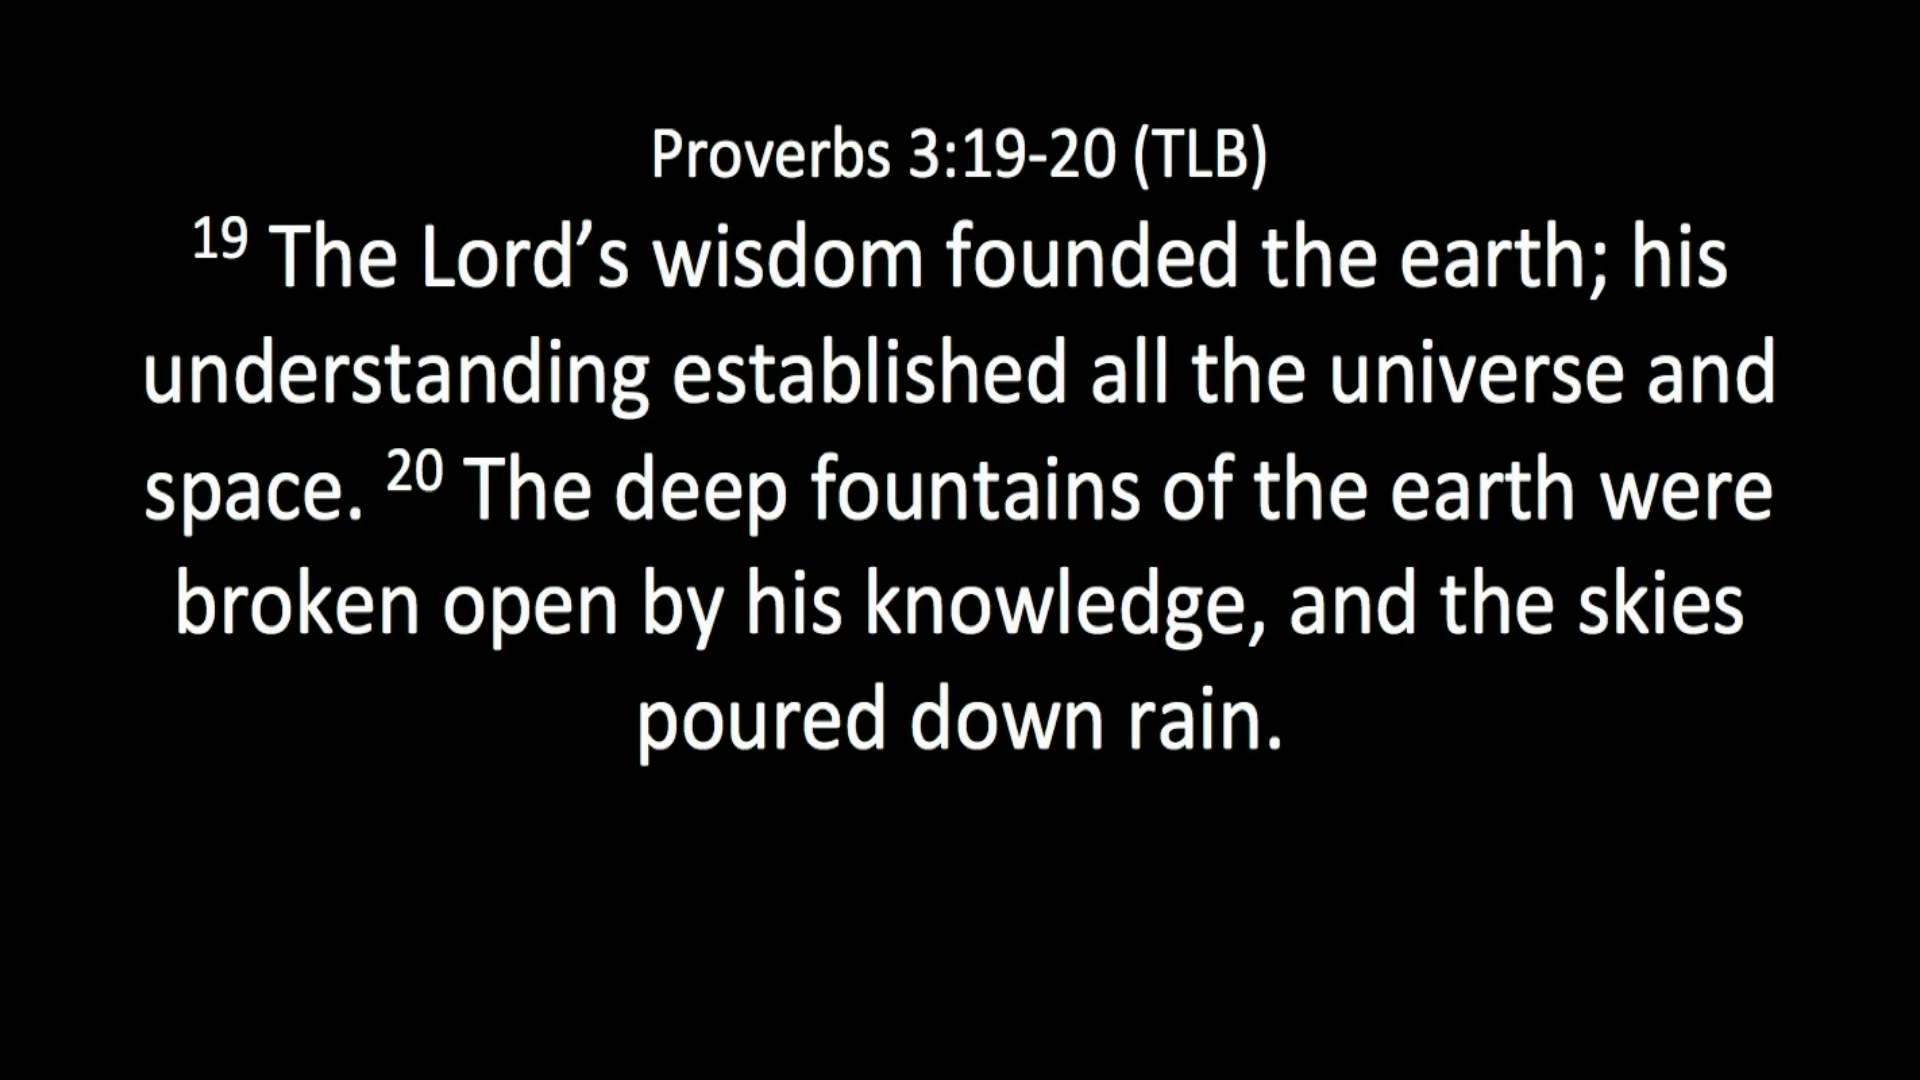 Proverbs 3:19-20 (TLB)
19 The Lord’s wisdom founded the earth; his
understanding established all the universe and
space. 20 The deep fountains of the earth were
broken open by his knowledge, and the skies
poured down rain.